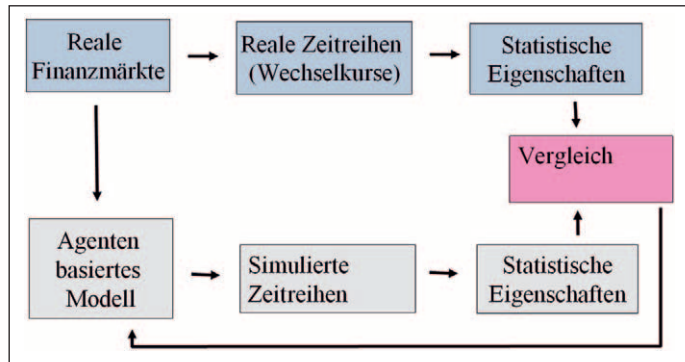 Reale
Finanzmärkte
Reale Zeitreihen
(Wechselkurse)
Statistische
Eigenschaften
Vergleich
Agenten
basiertes
Modell
Simulierte
Zeitreihen
Statistische
Eigenschaften